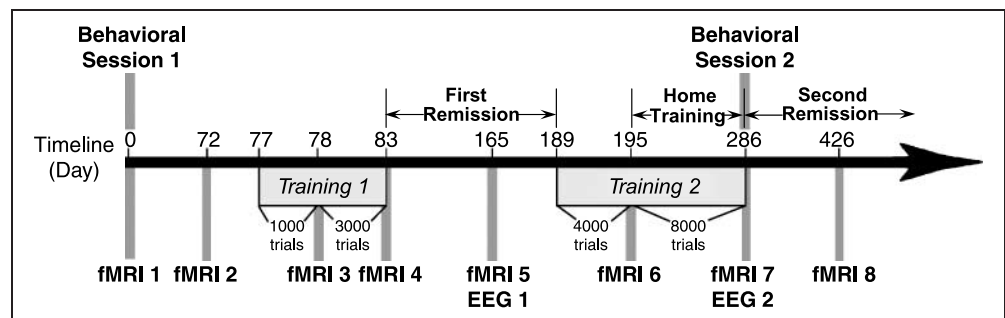 Behavioral
Session 1
Behavioral
Session 2
First
Remission
Home
Training
Second
Remission
Timeline
(Day)
0 72 77 78 83 165 189 195 286 426
Training 1
Training 2
1000
trials
3000
trials
4000
trials
8000
trials
fMRI 1 fMRI 2 fMRI 3 fMRI 4 fMRI 5 fMRI 6 fMRI 7 fMRI 8
EEG 1 EEG 2